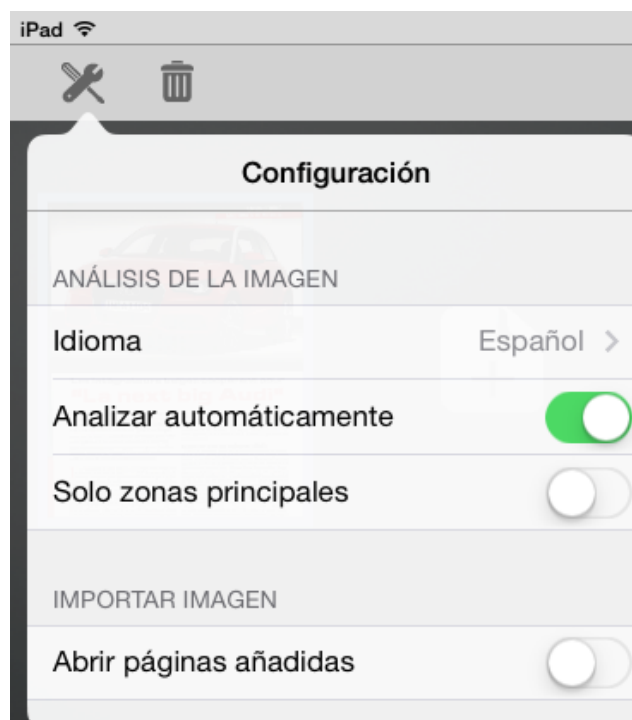 iPad
Configuración
ANÁLISIS DE LA IMAGEN
Idioma Español
Analizar automáticamente
Solo zonas principales
IMPORTAR IMAGEN
Abrir páginas añadidas